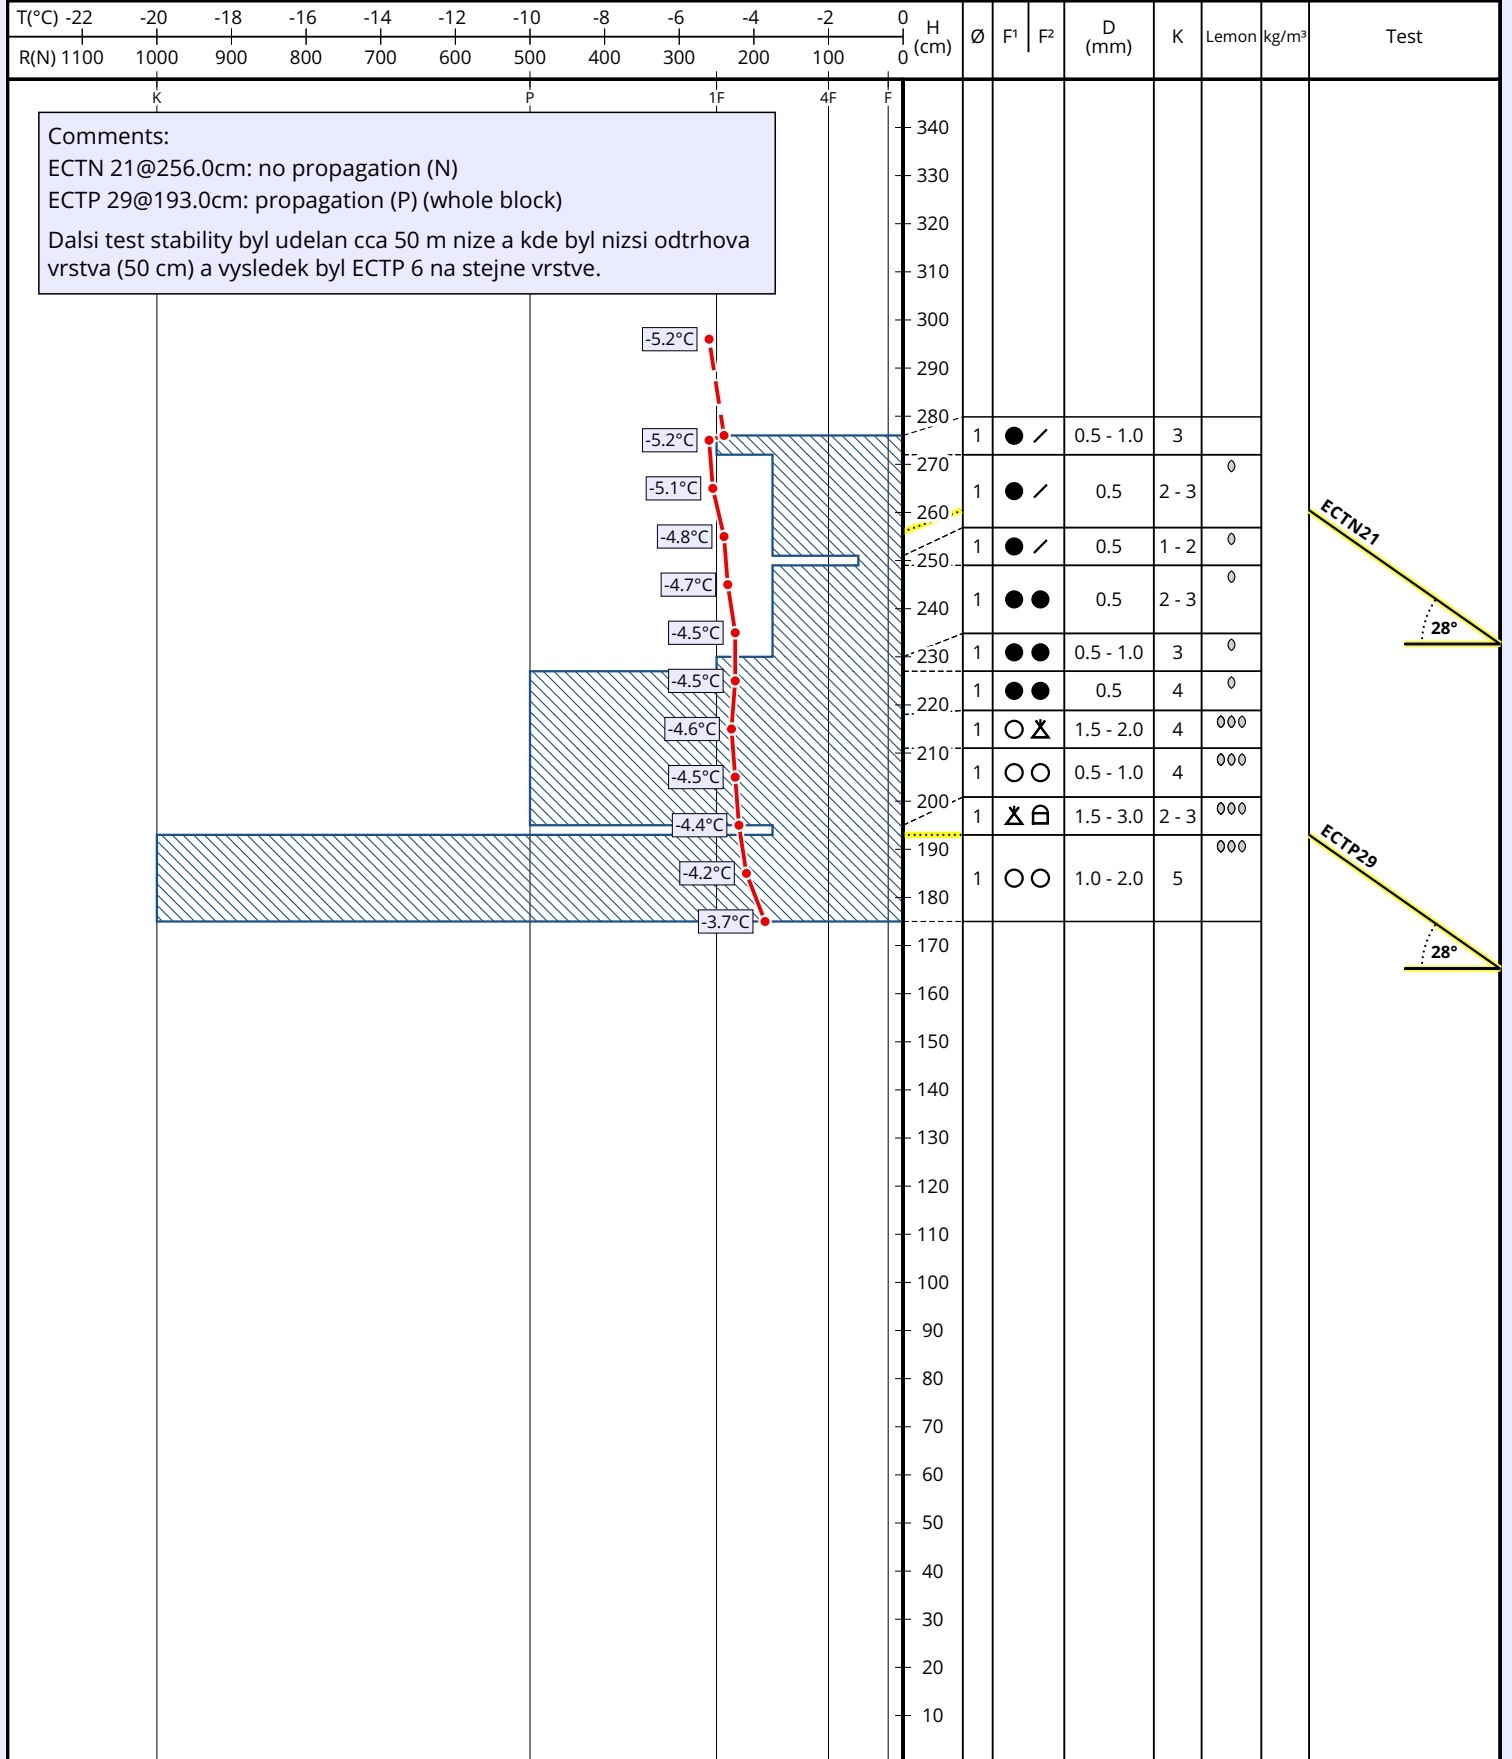 T(°C) -22 -20 -18 -16 -14 -12 -10 -8 -6 -4 -2 0
R(N) 1100 1000 900 800 700 600 500 400 300 200 100 0
H (cm) Ø F¹ F² D (mm) K Lemon kg/m³ Test
K P 1F 4F F
Comments:
ECTN 21@256.0cm: no propagation (N)
ECTP 29@193.0cm: propagation (P) (whole block)
Dalsi test stability byl udelan cca 50 m nize a kde byl nizsi odtrhova
vrstva (50 cm) a vysledek byl ECTP 6 na stejne vrstve.
340
330
320
310
300
-5.2°C
290
280
1 0.5 - 1.0 3
-5.2°C
270
-5.1°C
1 0.5 2 - 3
260
ECTN21
-4.8°C
1 0.5 1 - 2
250
-4.7°C
1 0.5 2 - 3
240
28°
-4.5°C
1 0.5 - 1.0 3
230
-4.5°C
1 0.5 4
220
-4.6°C
1 1.5 - 2.0 4
210
-4.5°C
1 0.5 - 1.0 4
200
1 1.5 - 3.0 2 - 3
-4.4°C
ECTP29
190
-4.2°C
1 1.0 - 2.0 5
180
-3.7°C
170
28°
160
150
140
130
120
110
100
90
80
70
60
50
40
30
20
10